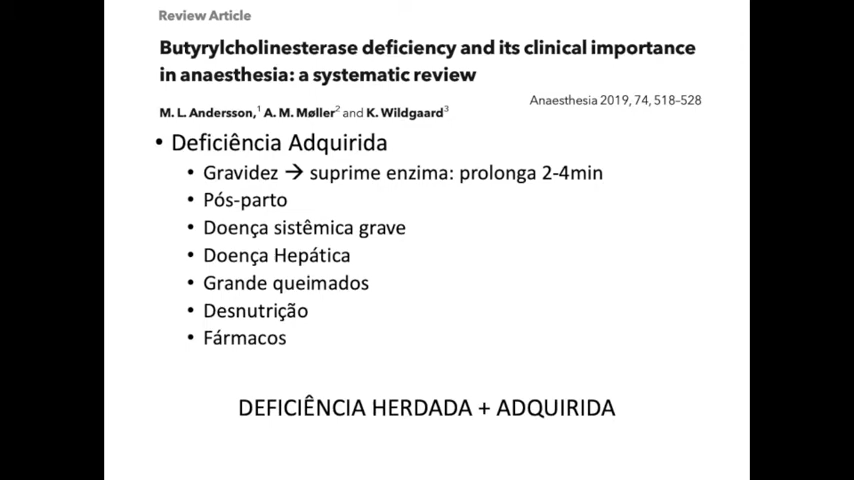 Review Article
Butyrylcholinesterase deficiency and its clinical importance
in anaesthesia: a systematic review
Anaesthesia 2019, 74, 518–528
M. L. Andersson,¹ A. M. Møller² and K. Wildgaard³
• Deficiência Adquirida
• Gravidez → suprime enzima: prolonga 2-4min
• Pós-parto
• Doença sistêmica grave
• Doença Hepática
• Grande queimados
• Desnutrição
• Fármacos
DEFICIÊNCIA HERDADA + ADQUIRIDA